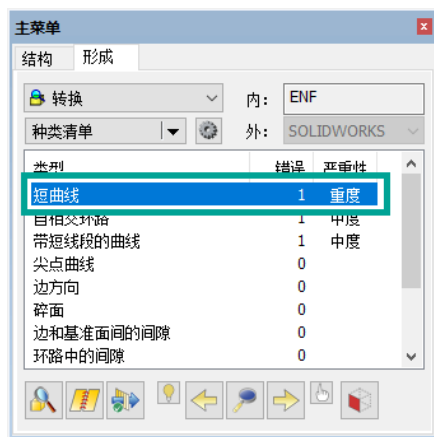 主菜单
结构 形成
转换 内: ENF
种类清单 外: SOLIDWORKS
类型 错误 严重性
短曲线 1 重度
自相交环路 1 中度
带短线段的曲线 1 中度
尖点曲线 0
边方向 0
碎面 0
边和基准面间的间隙 0
环路中的间隙 0